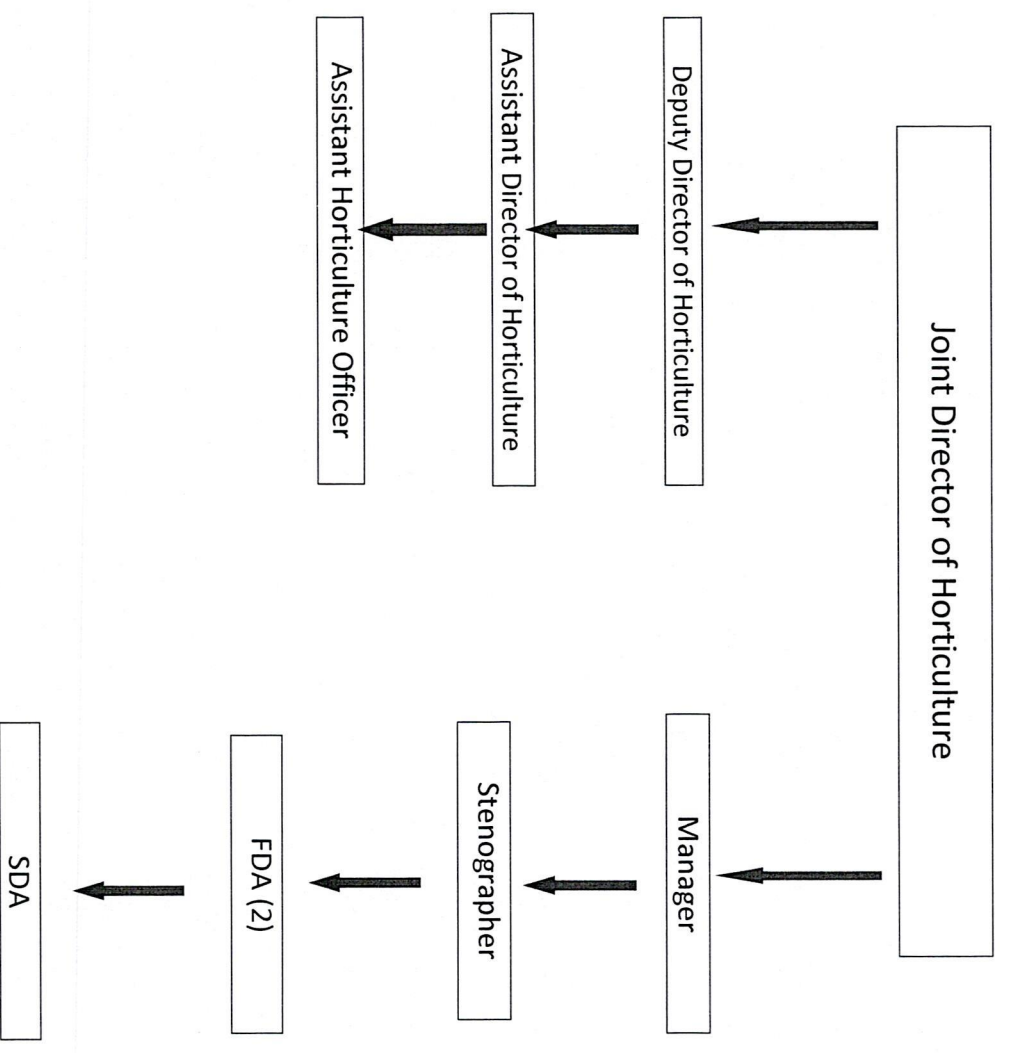 Joint Director of Horticulture
Deputy Director of Horticulture
Manager
Assistant Director of Horticulture
Stenographer
Assistant Horticulture Officer
FDA (2)
SDA